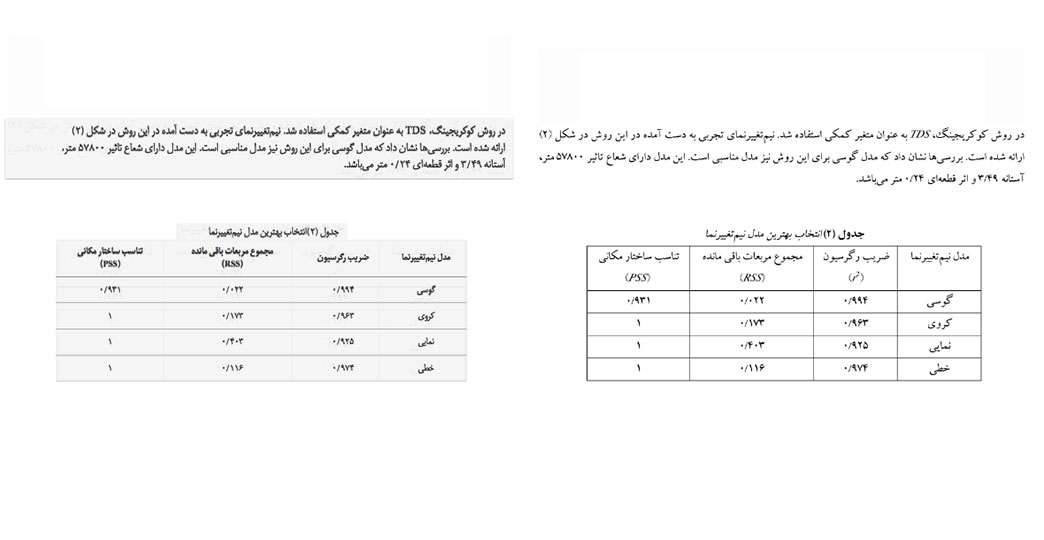 در روش کوکریجینگ، TDS به عنوان متغیر کمکی استفاده شد. نیم‌تغییرنمای تجربی به دست آمده در این روش در شکل (۲)
ارائه شده است. بررسی‌ها نشان داد که مدل گوسی برای این روش نیز مدل مناسبی است. این مدل دارای شعاع تاثیر ۵۷۸۰۰ متر،
آستانه ۳/۴۹ و اثر قطعه‌ای ۰/۲۴ متر می‌باشد.
جدول (۲) انتخاب بهترین مدل نیم‌تغییرنما
مدل نیم‌تغییرنما ضریب رگرسیون مجموع مربعات باقی مانده تناسب ساختار مکانی
(r²) (RSS) (PSS)
گوسی ۰/۹۹۴ ۰/۰۲۲ ۰/۹۳۱
کروی ۰/۹۶۳ ۰/۱۷۳ ۱
نمایی ۰/۹۲۵ ۰/۴۰۳ ۱
خطی ۰/۹۷۴ ۰/۱۱۶ ۱
در روش کوکریجینگ، TDS به عنوان متغیر کمکی استفاده شد. نیم‌تغییرنمای تجربی به دست آمده در این روش در شکل (۲)
ارائه شده است. بررسی‌ها نشان داد که مدل گوسی برای این روش نیز مدل مناسبی است. این مدل دارای شعاع تاثیر ۵۷۸۰۰ متر،
آستانه ۳/۴۹ و اثر قطعه‌ای ۰/۲۴ متر می‌باشد.
جدول (۲)انتخاب بهترین مدل نیم‌تغییرنما
مدل نیم‌تغییرنما ضریب رگرسیون مجموع مربعات باقی مانده تناسب ساختار مکانی
(RSS) (PSS)
گوسی ۰/۹۹۴ ۰/۰۲۲ ۰/۹۳۱
کروی ۰/۹۶۳ ۰/۱۷۳ ۱
نمایی ۰/۹۲۵ ۰/۴۰۳ ۱
خطی ۰/۹۷۴ ۰/۱۱۶ ۱